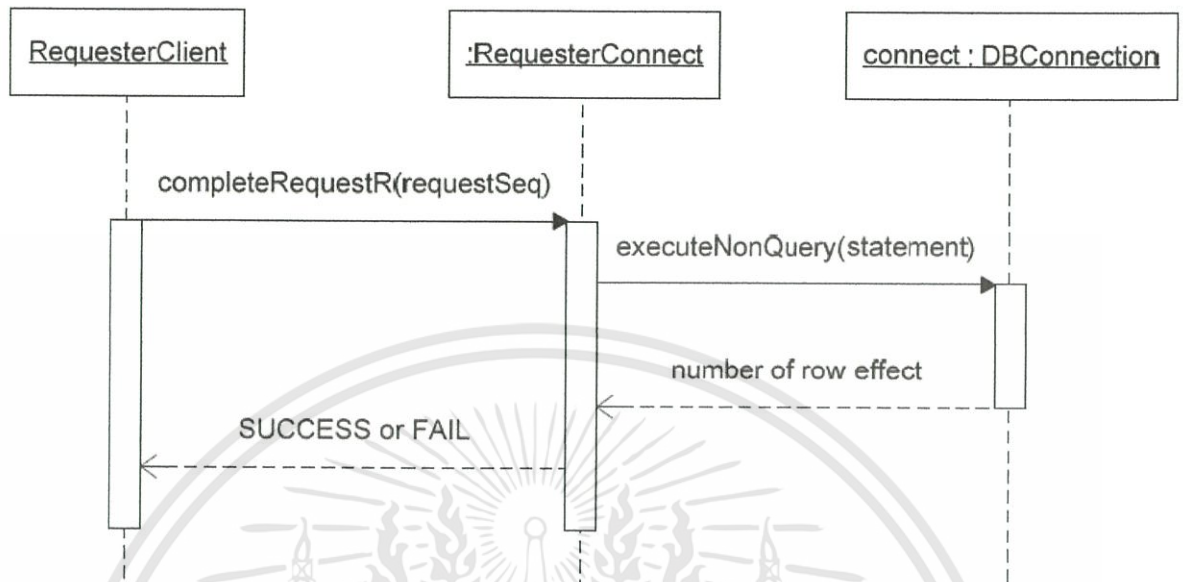 RequesterClient
:RequesterConnect
connect : DBConnection
completeRequestR(requestSeq)
executeNonQuery(statement)
number of row effect
SUCCESS or FAIL